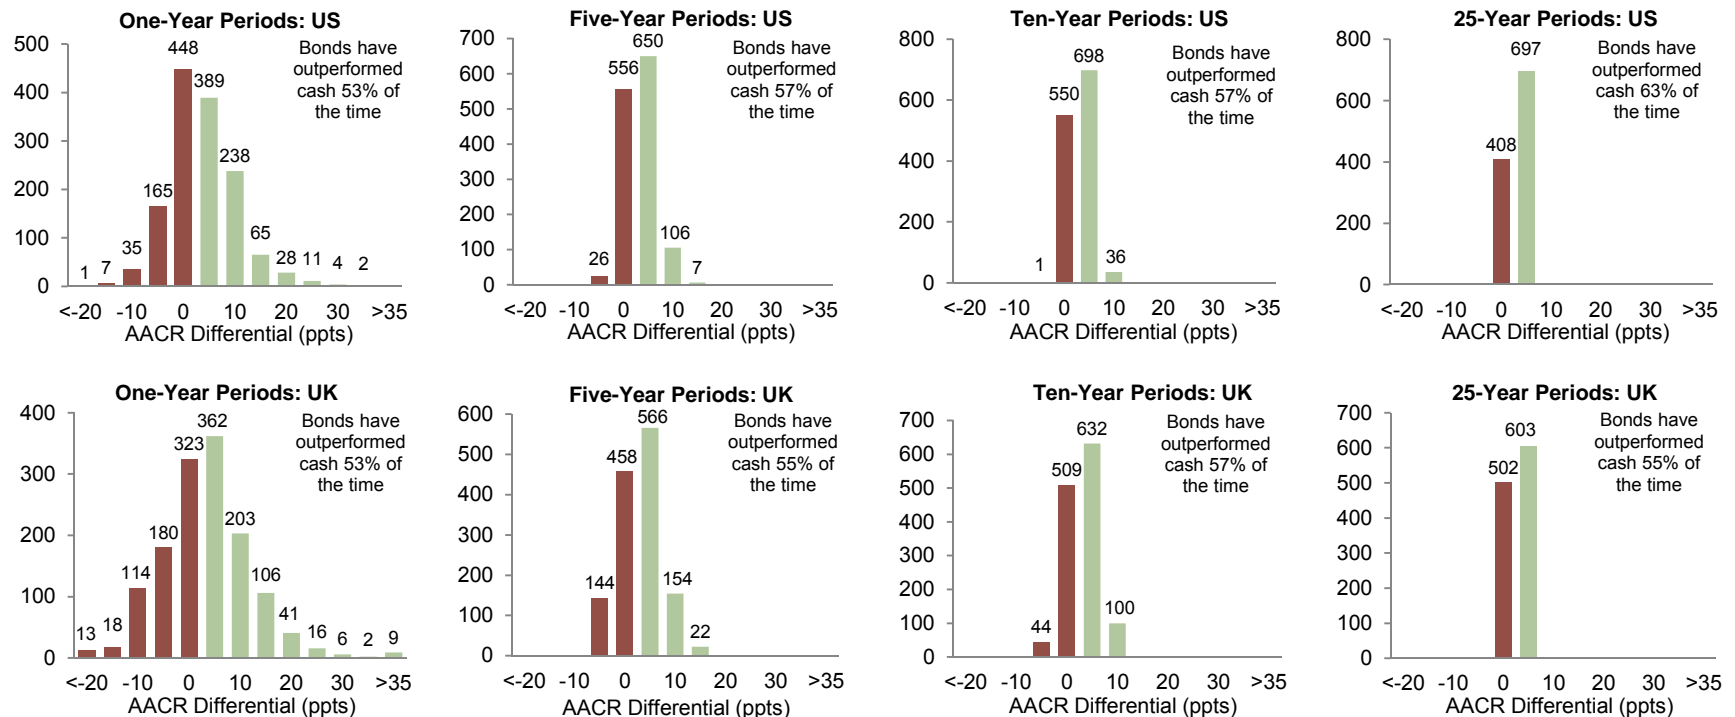 One-Year Periods: US
Bonds have
outperformed
cash 53% of
the time
500
400
300
200
100
0
1 7 35 165 448 389 238 65 28 11 4 2
<-20 -10 0 10 20 30 >35
AACR Differential (ppts)
Five-Year Periods: US
Bonds have
outperformed
cash 57% of
the time
700
600
500
400
300
200
100
0
26 556 650 106 7
<-20 -10 0 10 20 30 >35
AACR Differential (ppts)
Ten-Year Periods: US
Bonds have
outperformed
cash 57% of
the time
800
600
400
200
0
1 550 698 36
<-20 -10 0 10 20 30 >35
AACR Differential (ppts)
25-Year Periods: US
Bonds have
outperformed
cash 63% of
the time
800
600
400
200
0
408 697
<-20 -10 0 10 20 30 >35
AACR Differential (ppts)
One-Year Periods: UK
Bonds have
outperformed
cash 53% of
the time
400
300
200
100
0
13 18 114 180 323 362 203 106 41 16 6 2 9
<-20 -10 0 10 20 30 >35
AACR Differential (ppts)
Five-Year Periods: UK
Bonds have
outperformed
cash 55% of
the time
600
500
400
300
200
100
0
144 458 566 154 22
<-20 -10 0 10 20 30 >35
AACR Differential (ppts)
Ten-Year Periods: UK
Bonds have
outperformed
cash 57% of
the time
700
600
500
400
300
200
100
0
44 509 632 100
<-20 -10 0 10 20 30 >35
AACR Differential (ppts)
25-Year Periods: UK
Bonds have
outperformed
cash 55% of
the time
700
600
500
400
300
200
100
0
502 603
<-20 -10 0 10 20 30 >35
AACR Differential (ppts)